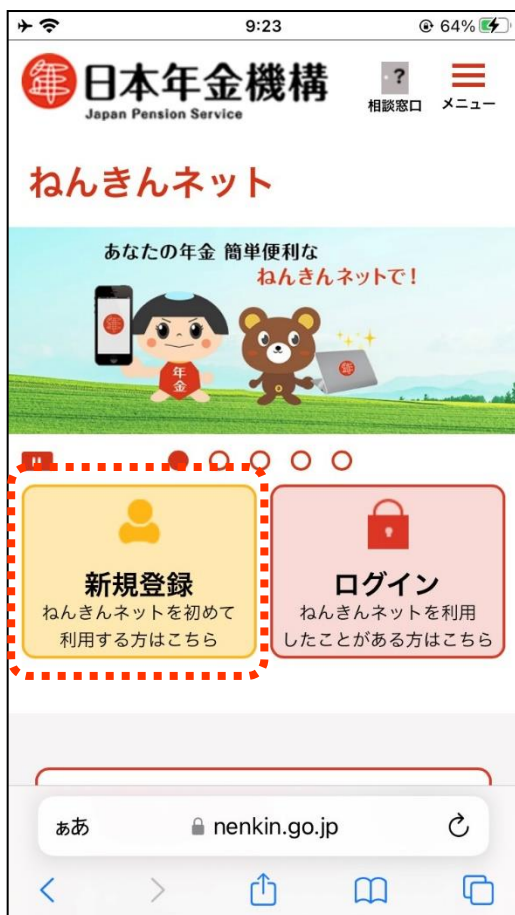 9:23
64%
日本年金機構
Japan Pension Service
?
相談窓口
メニュー
ねんきんネット
あなたの年金 簡単便利な
ねんきんネットで!
年
金
新規登録
ねんきんネットを初めて
利用する方はこちら
ログイン
ねんきんネットを利用
したことがある方はこちら
ぁあ
nenkin.go.jp